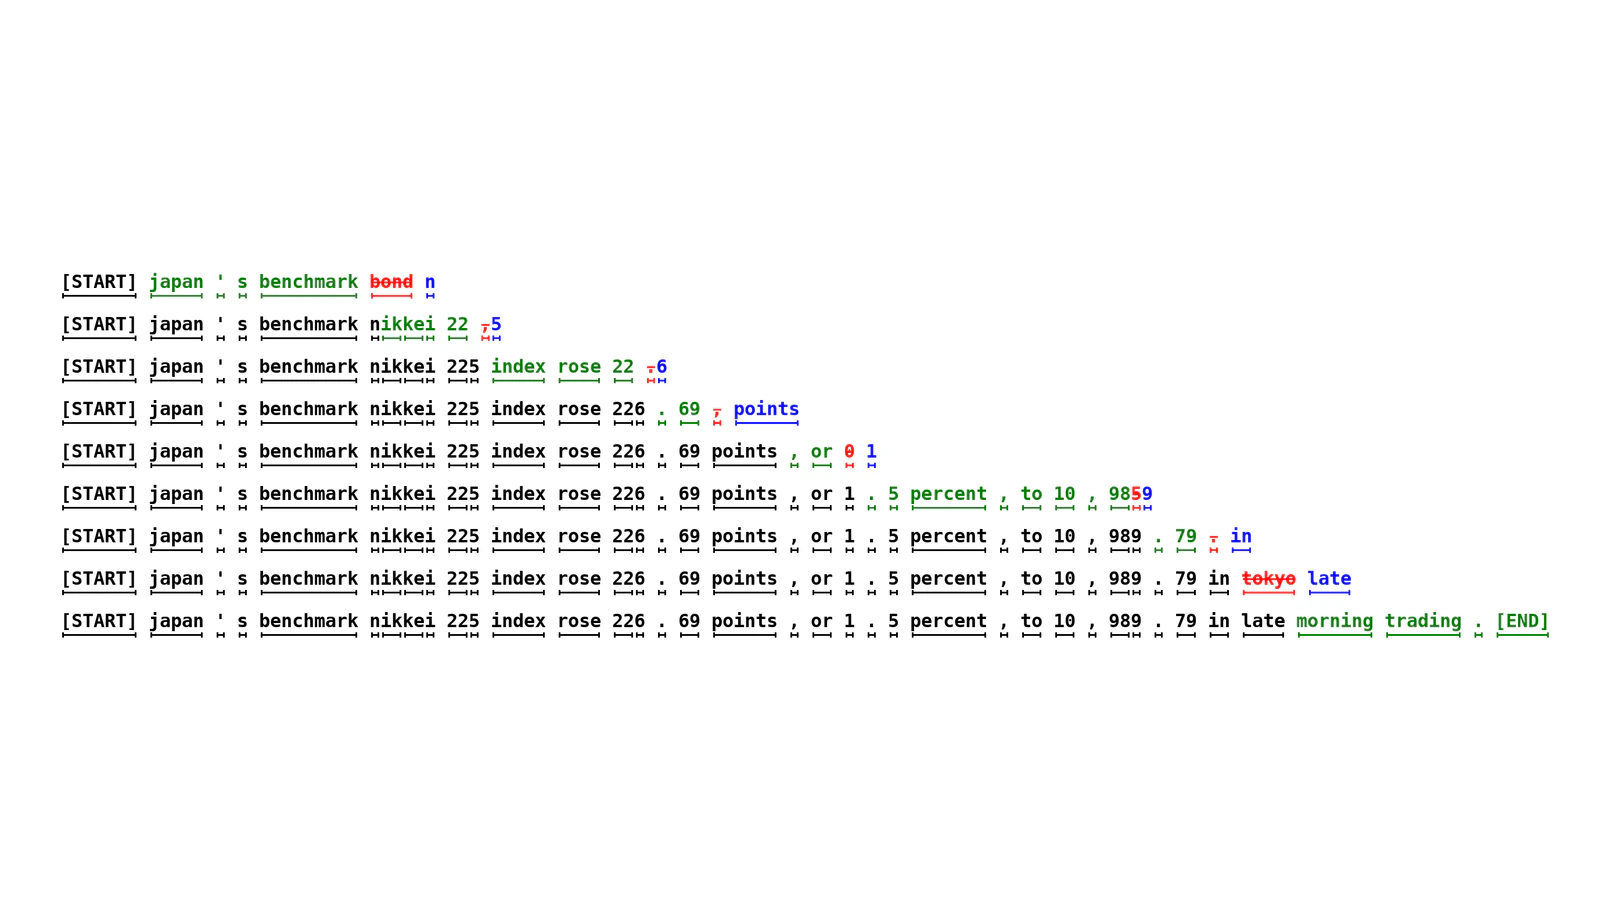 [START] japan ' s benchmark bond n
[START] japan ' s benchmark nikkei 22 ,5
[START] japan ' s benchmark nikkei 225 index rose 22 .6
[START] japan ' s benchmark nikkei 225 index rose 226 . 69 , points
[START] japan ' s benchmark nikkei 225 index rose 226 . 69 points , or 0 1
[START] japan ' s benchmark nikkei 225 index rose 226 . 69 points , or 1 . 5 percent , to 10 , 9859
[START] japan ' s benchmark nikkei 225 index rose 226 . 69 points , or 1 . 5 percent , to 10 , 989 . 79 . in
[START] japan ' s benchmark nikkei 225 index rose 226 . 69 points , or 1 . 5 percent , to 10 , 989 . 79 in tokyo late
[START] japan ' s benchmark nikkei 225 index rose 226 . 69 points , or 1 . 5 percent , to 10 , 989 . 79 in late morning trading . [END]